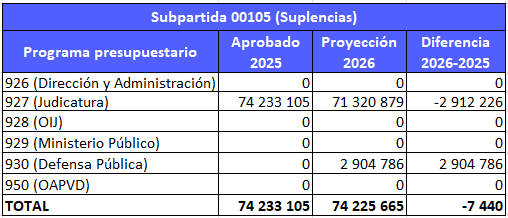 Subpartida 00105 (Suplencias)
Programa presupuestario Aprobado 2025 Proyección 2026 Diferencia 2026-2025
926 (Dirección y Administración) 0 0 0
927 (Judicatura) 74 233 105 71 320 879 -2 912 226
928 (OIJ) 0 0 0
929 (Ministerio Público) 0 0 0
930 (Defensa Pública) 0 2 904 786 2 904 786
950 (OAPVD) 0 0 0
TOTAL 74 233 105 74 225 665 -7 440